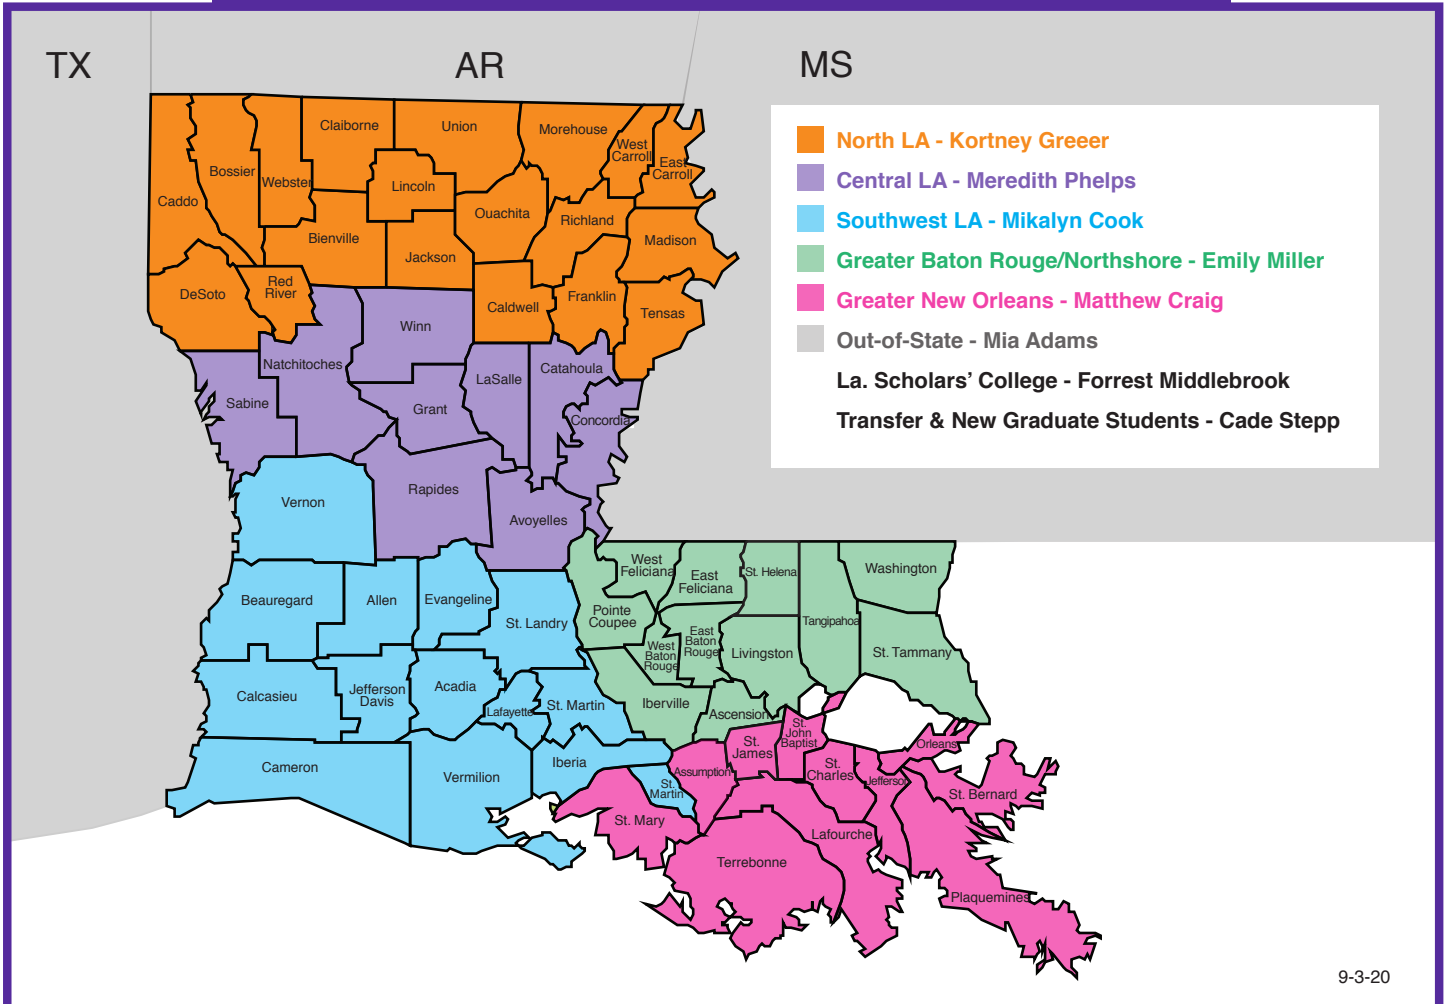 TX
AR
MS
North LA - Kortney Greeer
Central LA - Meredith Phelps
Southwest LA - Mikalyn Cook
Greater Baton Rouge/Northshore - Emily Miller
Greater New Orleans - Matthew Craig
Out-of-State - Mia Adams
La. Scholars’ College - Forrest Middlebrook
Transfer & New Graduate Students - Cade Stepp
Claiborne
Union
Morehouse
West
Carroll
East
Carroll
Bossier
Webster
Lincoln
Caddo
Ouachita
Richland
Bienville
Madison
Jackson
DeSoto
Red
River
Caldwell
Franklin
Tensas
Winn
Natchitoches
LaSalle
Catahoula
Sabine
Grant
Concordia
Vernon
Rapides
Avoyelles
West
Feliciana
East
Feliciana
St. Helena
Washington
Beauregard
Allen
Evangeline
St. Landry
Pointe
Coupee
Tangipahoa
East
Baton
Rouge
West
Baton
Rouge
Livingston
St. Tammany
Calcasieu
Jefferson
Davis
Acadia
Lafayette
St. Martin
Iberville
Ascension
St.
John
Baptist
St.
James
Orleans
Cameron
Vermilion
Iberia
Assumption
St.
Charles
Jefferson
St.
Martin
St. Bernard
St. Mary
Lafourche
Terrebonne
Plaquemines
9-3-20